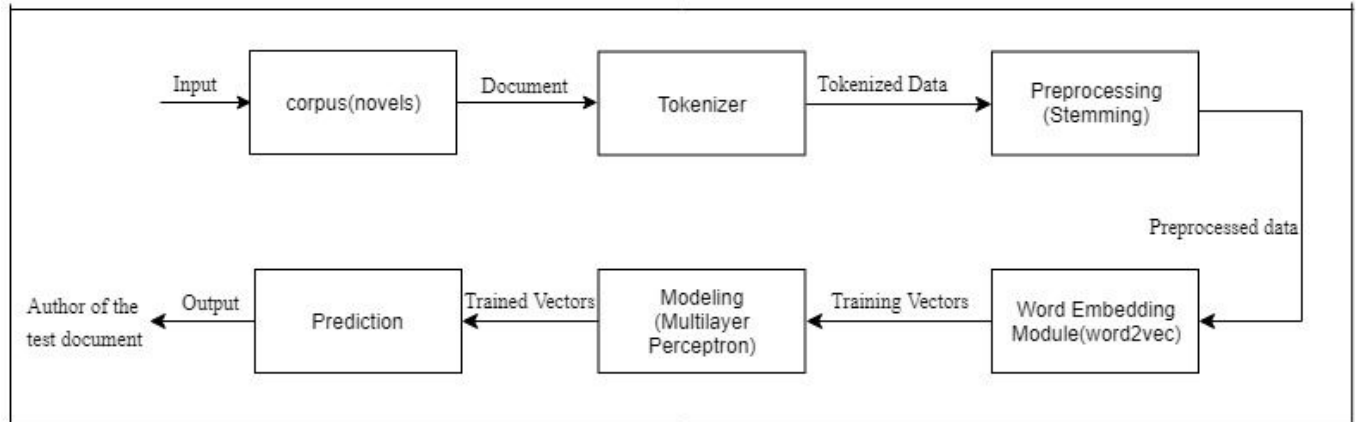 Input
corpus(novels)
Document
Tokenizer
Tokenized Data
Preprocessing
(Stemming)
Preprocessed data
Word Embedding
Module(word2vec)
Training Vectors
Modeling
(Multilayer
Perceptron)
Trained Vectors
Prediction
Output
Author of the
test document